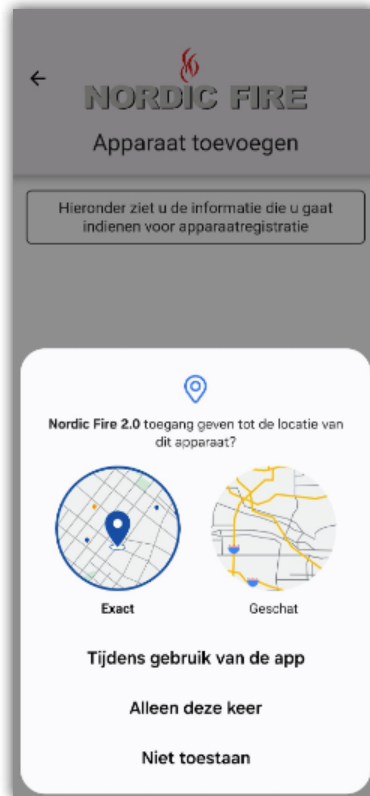 NORDIC FIRE
Apparaat toevoegen
Hieronder ziet u de informatie die u gaat
indienen voor apparaatregistratie
Nordic Fire 2.0 toegang geven tot de locatie van
dit apparaat?
Exact
Geschat
Tijdens gebruik van de app
Alleen deze keer
Niet toestaan